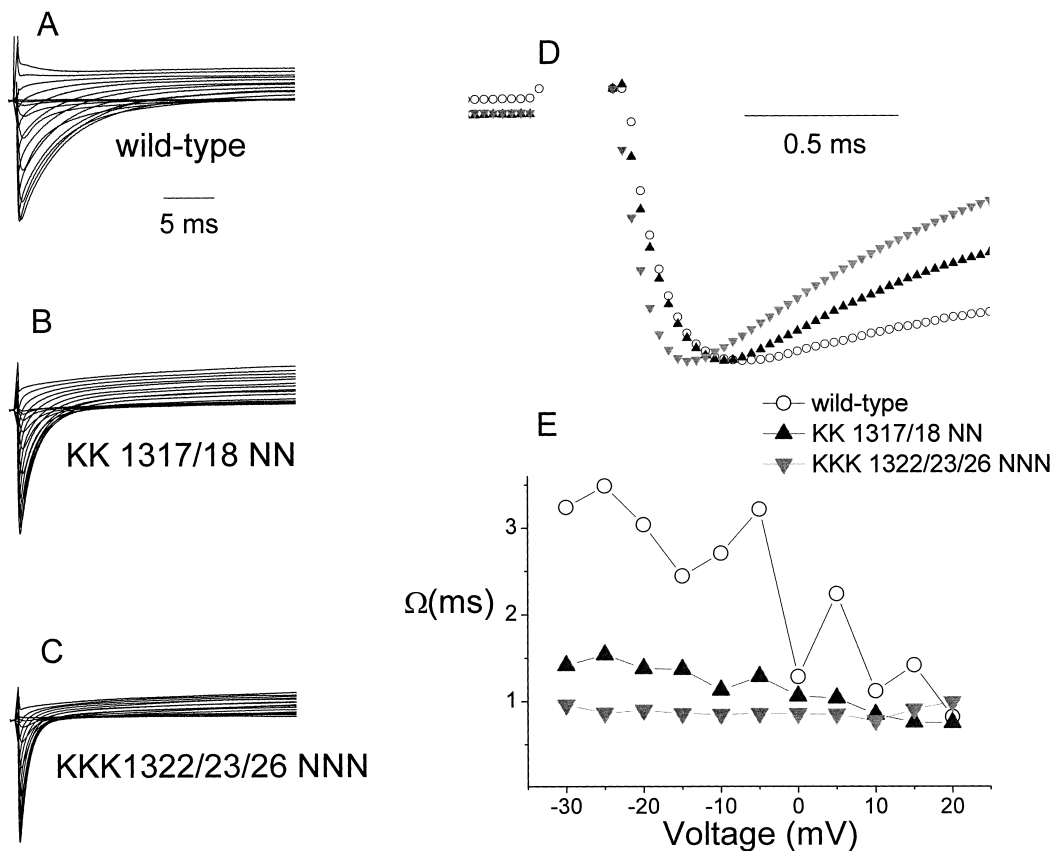 A
wild-type
5 ms
B
KK 1317/18 NN
C
KKK1322/23/26 NNN
D
0.5 ms
wild-type
KK 1317/18 NN
KKK 1322/23/26 NNN
E
3
2
1
Ω(ms)
-30 -20 -10 0 10 20
Voltage (mV)